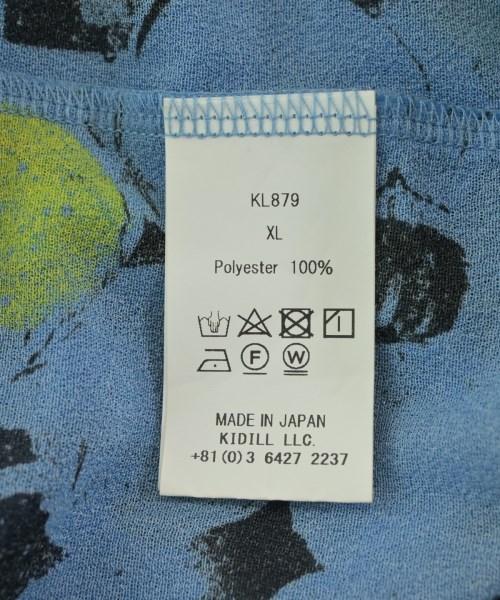 KL879
XL
Polyester 100%
F W
MADE IN JAPAN
KIDILL LLC.
+81(0)3 6427 2237